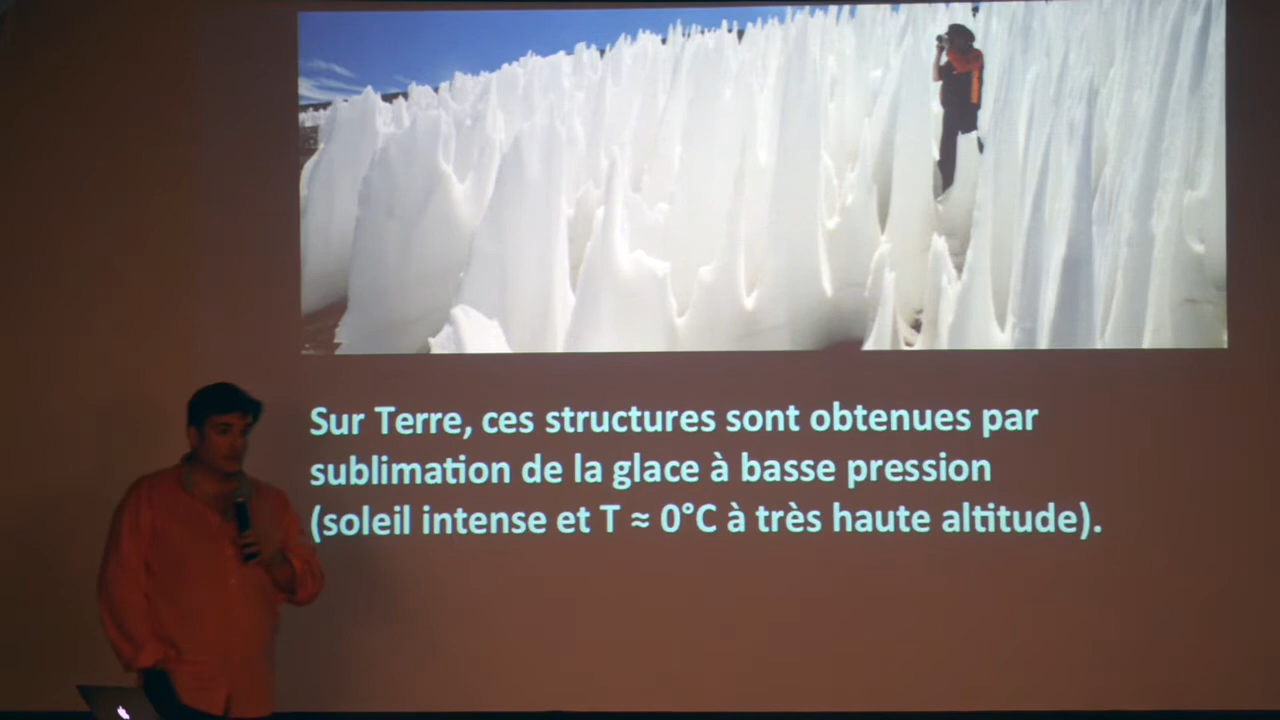 Sur Terre, ces structures sont obtenues par
sublimation de la glace à basse pression
(soleil intense et T ≈ 0°C à très haute altitude).